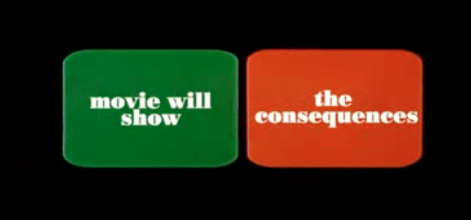 movie will
show
the
consequences